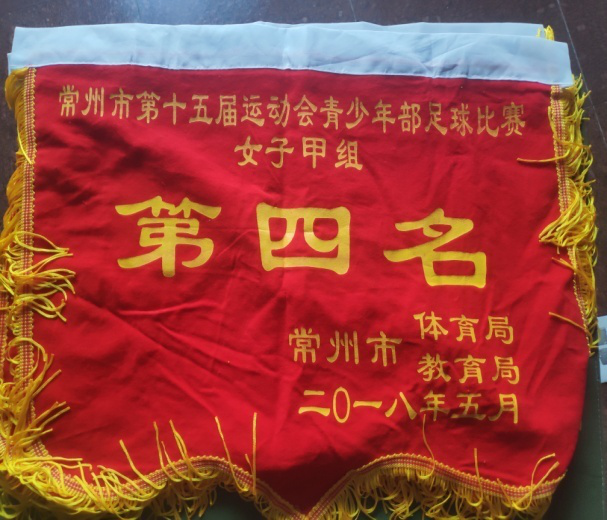 常州市第十五届运动会青少年部足球比赛
女子甲组
第四名
常州市 体育局
教育局
二〇一八年五月